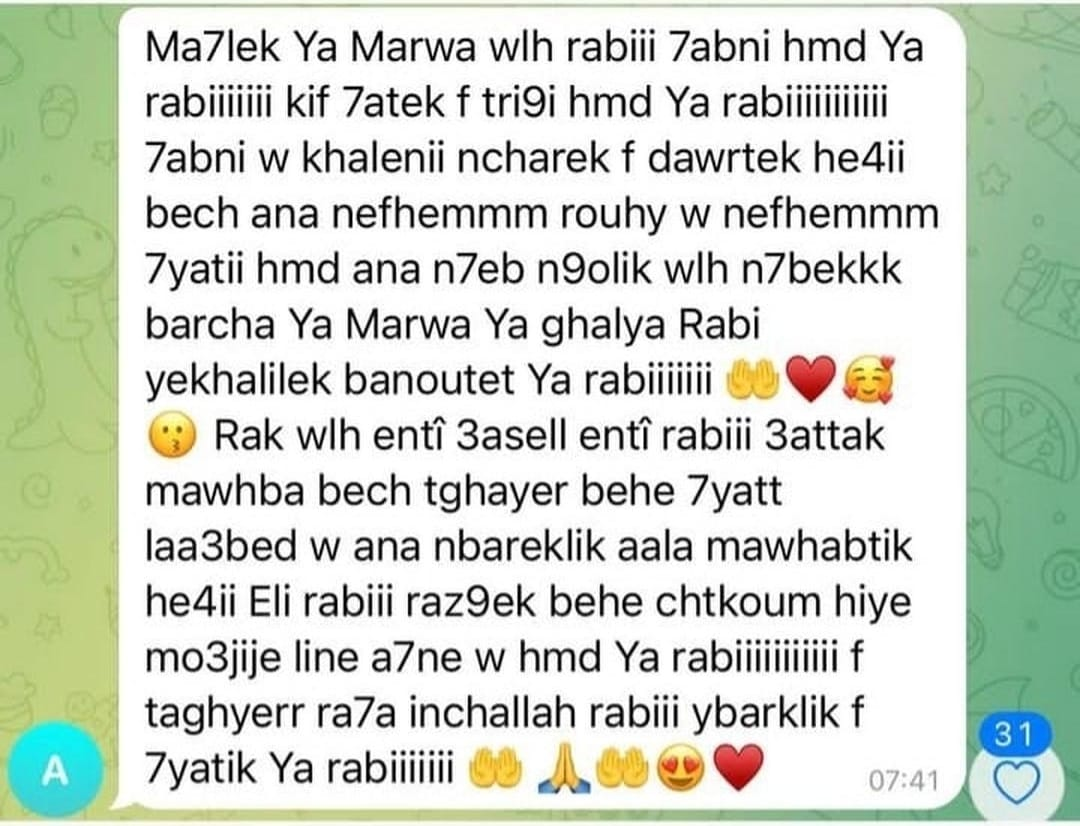 Ma7lek Ya Marwa wlh rabiii 7abni hmd Ya
rabiiiiiii kif 7atek f tri9i hmd Ya rabiiiiiiiiiii
7abni w khalenii ncharek f dawrtek he4ii
bech ana nefhemmm rouhy w nefhemmm
7yatii hmd ana n7eb n9olik wlh n7bekkk
barcha Ya Marwa Ya ghalya Rabi
yekhalilek banoutet Ya rabiiiiiii 🤲♥️🥰
😗 Rak wlh entî 3asell entî rabiii 3attak
mawhba bech tghayer behe 7yatt
laa3bed w ana nbareklik aala mawhabtik
he4ii Eli rabiii raz9ek behe chtkoum hiye
mo3jije line a7ne w hmd Ya rabiiiiiiiiiii f
taghyerr ra7a inchallah rabiii ybarklik f
7yatik Ya rabiiiiiii 🤲🙏🤲😍♥️
07:41
A
31